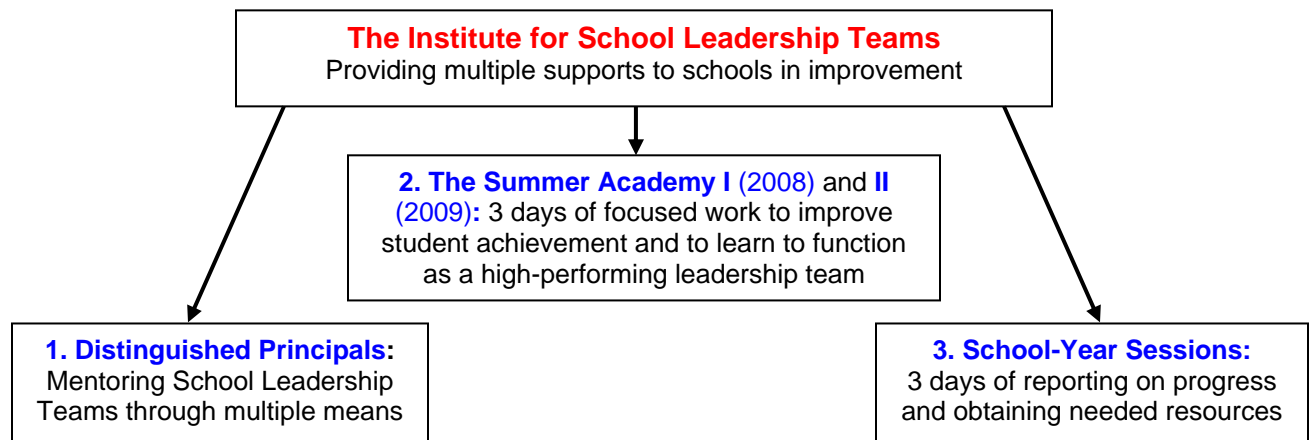 The Institute for School Leadership Teams
Providing multiple supports to schools in improvement
2. The Summer Academy I (2008) and II
(2009): 3 days of focused work to improve
student achievement and to learn to function
as a high-performing leadership team
1. Distinguished Principals:
Mentoring School Leadership
Teams through multiple means
3. School-Year Sessions:
3 days of reporting on progress
and obtaining needed resources